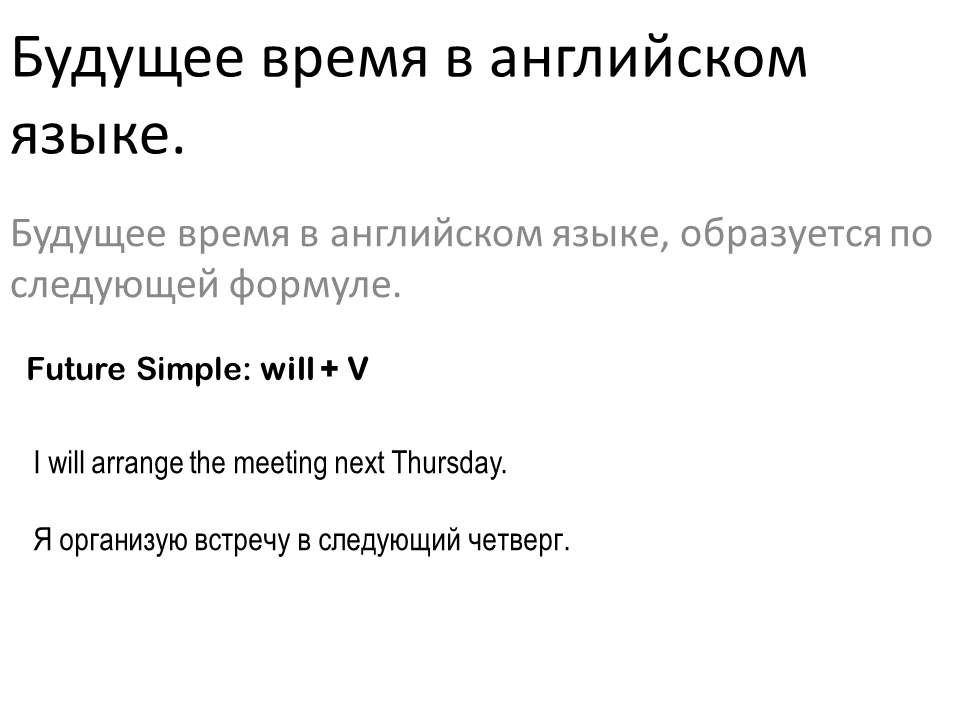 Будущее время в английском
языке.
Будущее время в английском языке, образуется по
следующей формуле.
Future Simple: will + V
I will arrange the meeting next Thursday.
Я организую встречу в следующий четверг.